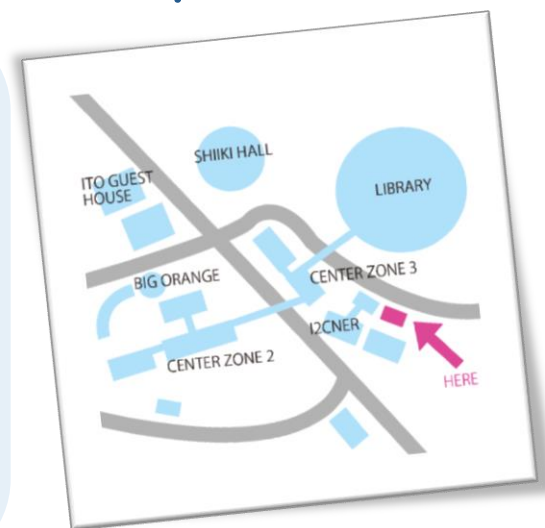 SHIIKI HALL
ITO GUEST
HOUSE
LIBRARY
BIG ORANGE
CENTER ZONE 3
I2CNER
CENTER ZONE 2
HERE